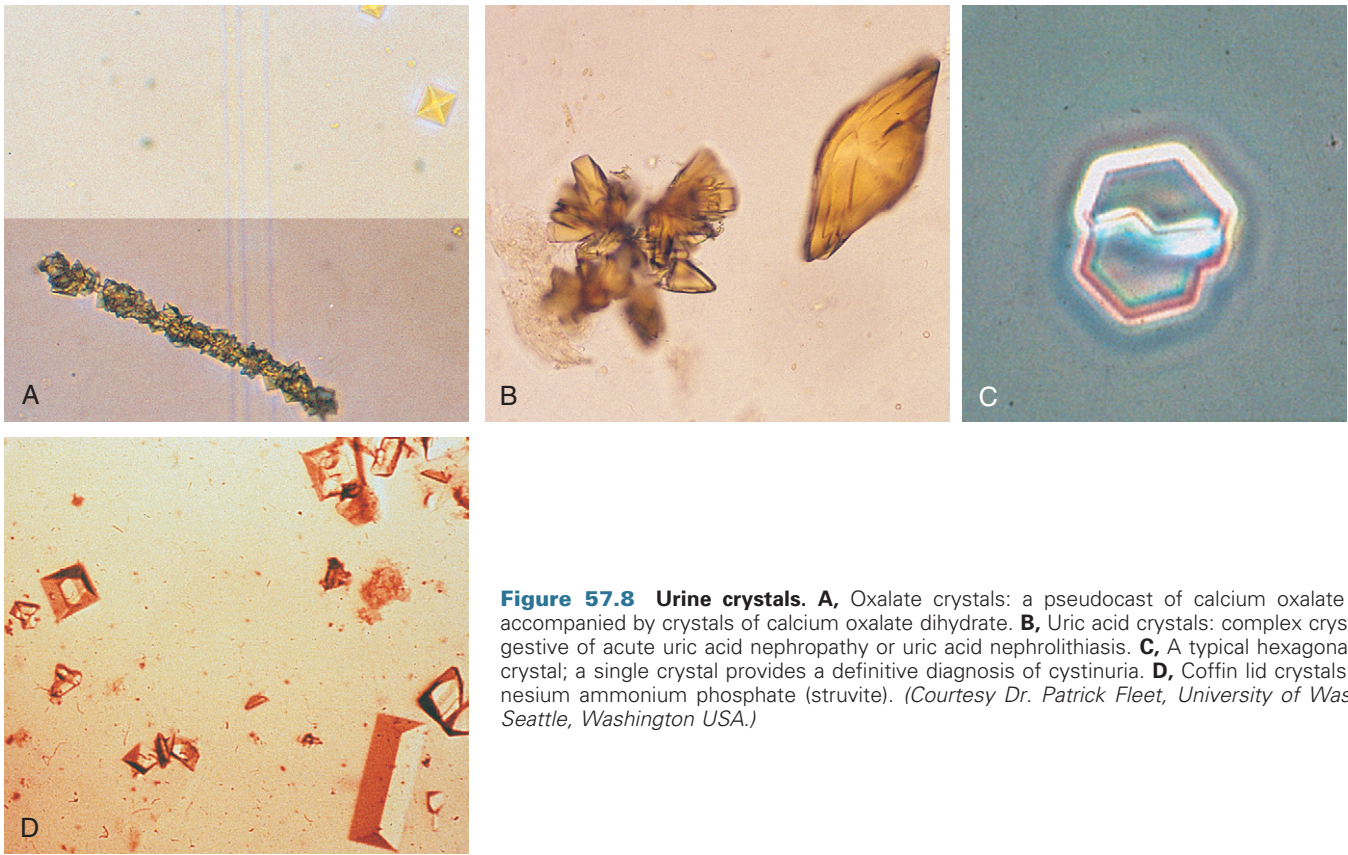 A
B
C
D
Figure 57.8 Urine crystals. A, Oxalate crystals: a pseudocast of calcium oxalate
accompanied by crystals of calcium oxalate dihydrate. B, Uric acid crystals: complex crys
gestive of acute uric acid nephropathy or uric acid nephrolithiasis. C, A typical hexagona
crystal; a single crystal provides a definitive diagnosis of cystinuria. D, Coffin lid crystals
nesium ammonium phosphate (struvite). (Courtesy Dr. Patrick Fleet, University of Was
Seattle, Washington USA.)